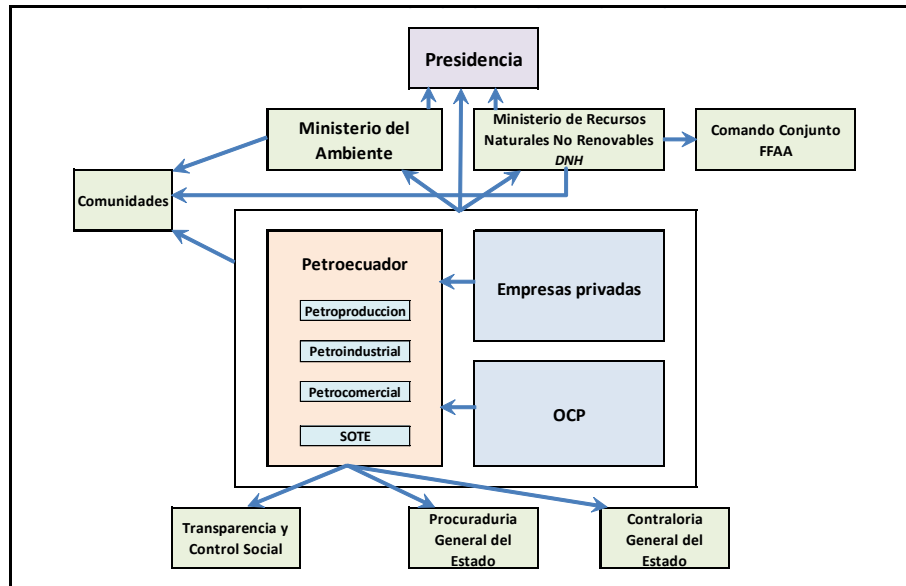 Presidencia
Ministerio del
Ambiente
Ministerio de Recursos
Naturales No Renovables
DNH
Comando Conjunto
FFAA
Comunidades
Petroecuador
Petroproduccion
Petroindustrial
Petrocomercial
SOTE
Empresas privadas
OCP
Transparencia y
Control Social
Procuraduria
General del
Estado
Contraloria
General del
Estado